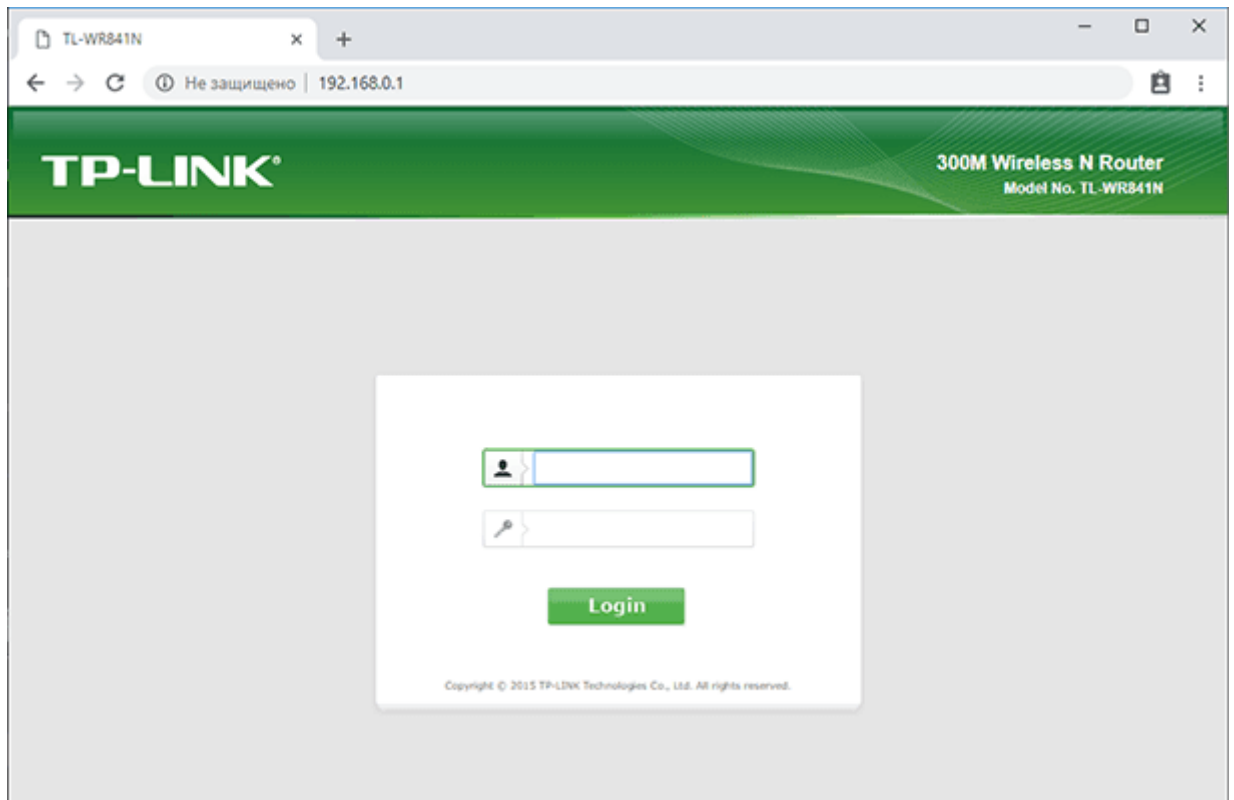 TL-WR841N
Не защищено | 192.168.0.1
TP-LINK®
300M Wireless N Router
Model No. TL-WR841N
Login
Copyright © 2015 TP-LINK Technologies Co., Ltd. All rights reserved.